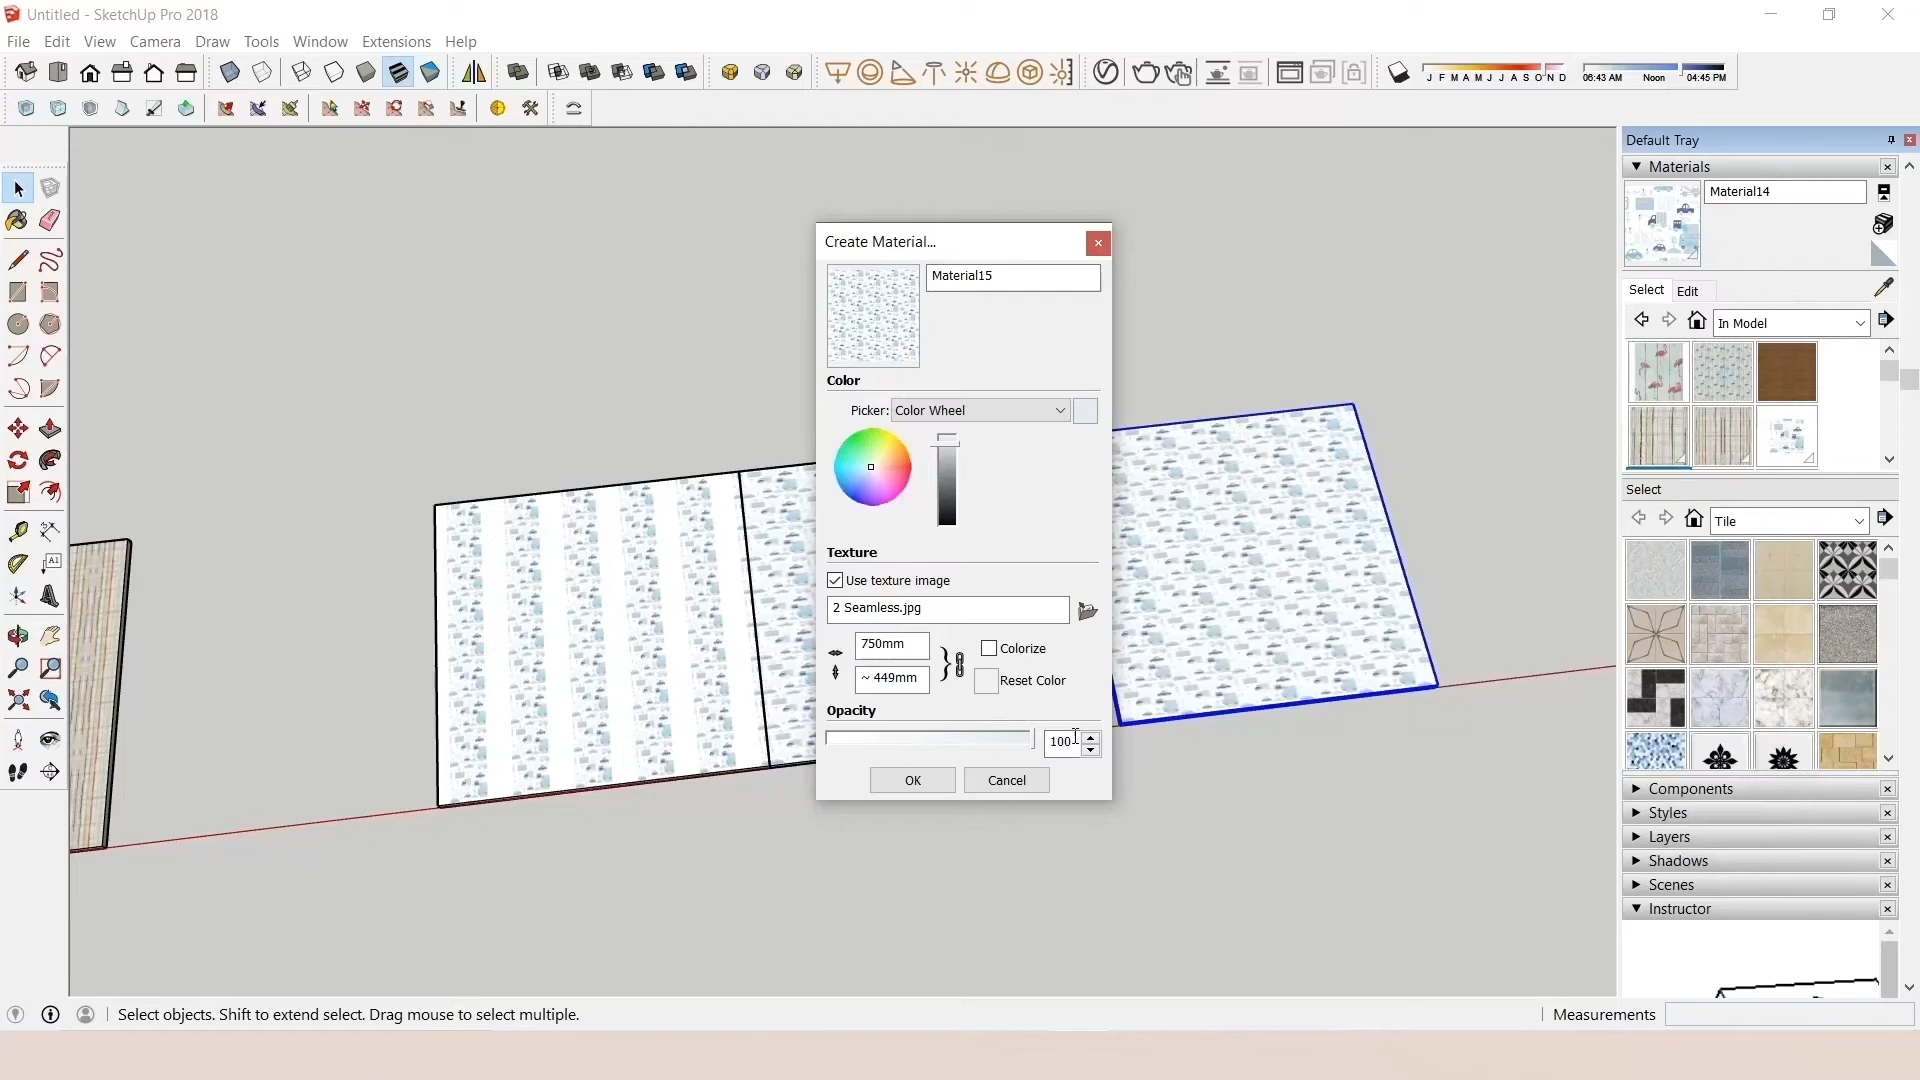 Untitled - SketchUp Pro 2018
File Edit View Camera Draw Tools Window Extensions Help
J F M A M J J A S O N D
06:43 AM Noon 04:45 PM
Default Tray
Materials
Material14
Select Edit
In Model
Select
Tile
Components
Styles
Layers
Shadows
Scenes
Instructor
Create Material...
Material15
Color
Picker: Color Wheel
Texture
Use texture image
2 Seamless.jpg
750mm
Colorize
~ 449mm
Reset Color
Opacity
100
OK Cancel
A1
Select objects. Shift to extend select. Drag mouse to select multiple.
Measurements